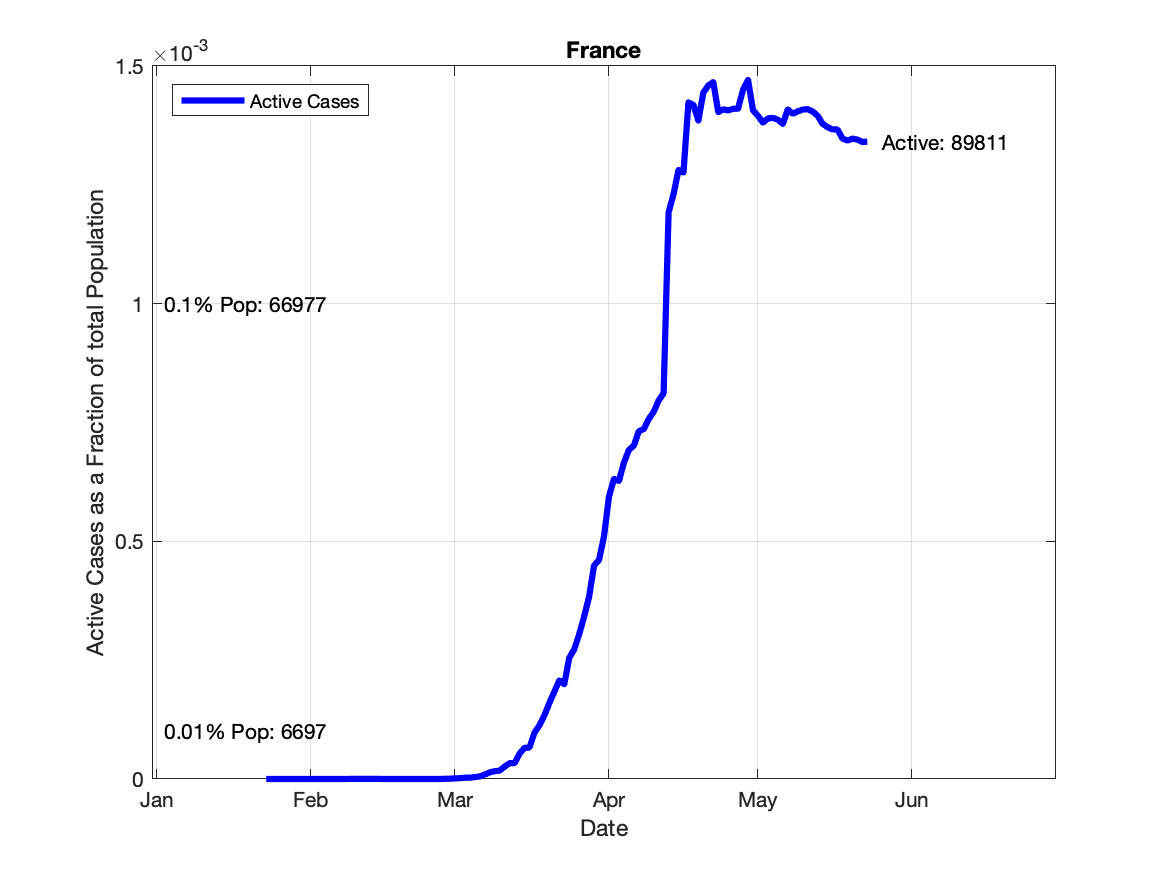 France
×10-3
1.5
1
0.5
0
Active Cases
Active: 89811
0.1% Pop: 66977
0.01% Pop: 6697
Active Cases as a Fraction of total Population
Jan Feb Mar Apr May Jun
Date